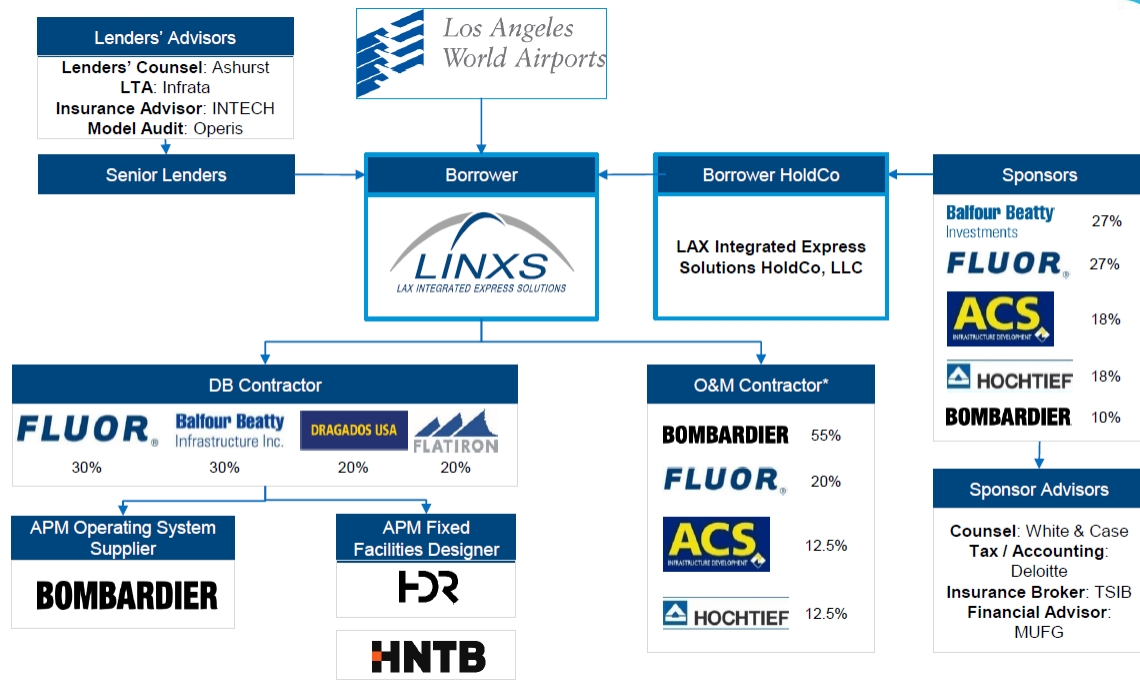 Lenders' Advisors
Lenders' Counsel: Ashurst
LTA: Infrata
Insurance Advisor: INTECH
Model Audit: Operis
Los Angeles
World Airports
Senior Lenders
Borrower
LINXS
LAX INTEGRATED EXPRESS SOLUTIONS
Borrower HoldCo
LAX Integrated Express
Solutions HoldCo, LLC
Sponsors
Balfour Beatty
Investments
27%
FLUOR®
27%
ACS
INFRASTRUCTURE DEVELOPMENT
18%
HOCHTIEF
18%
BOMBARDIER
10%
DB Contractor
FLUOR®
Balfour Beatty
Infrastructure Inc.
DRAGADOS USA
FLATIRON
30%
30%
20%
20%
O&M Contractor*
BOMBARDIER
55%
FLUOR®
20%
ACS
INFRASTRUCTURE DEVELOPMENT
12.5%
HOCHTIEF
12.5%
Sponsor Advisors
Counsel: White & Case
Tax / Accounting:
Deloitte
Insurance Broker: TSIB
Financial Advisor:
MUFG
APM Operating System
Supplier
BOMBARDIER
APM Fixed
Facilities Designer
HDR
HNTB